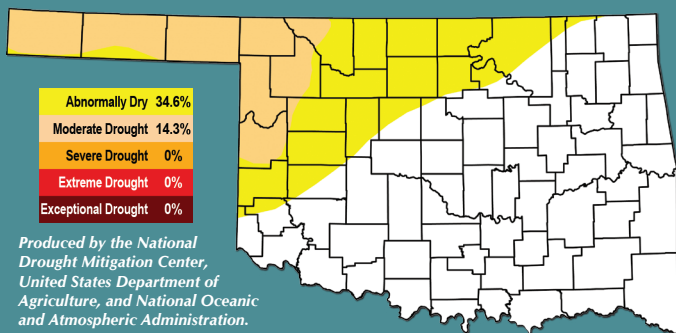 Abnormally Dry 34.6%
Moderate Drought 14.3%
Severe Drought 0%
Extreme Drought 0%
Exceptional Drought 0%
Produced by the National
Drought Mitigation Center,
United States Department of
Agriculture, and National Oceanic
and Atmospheric Administration.